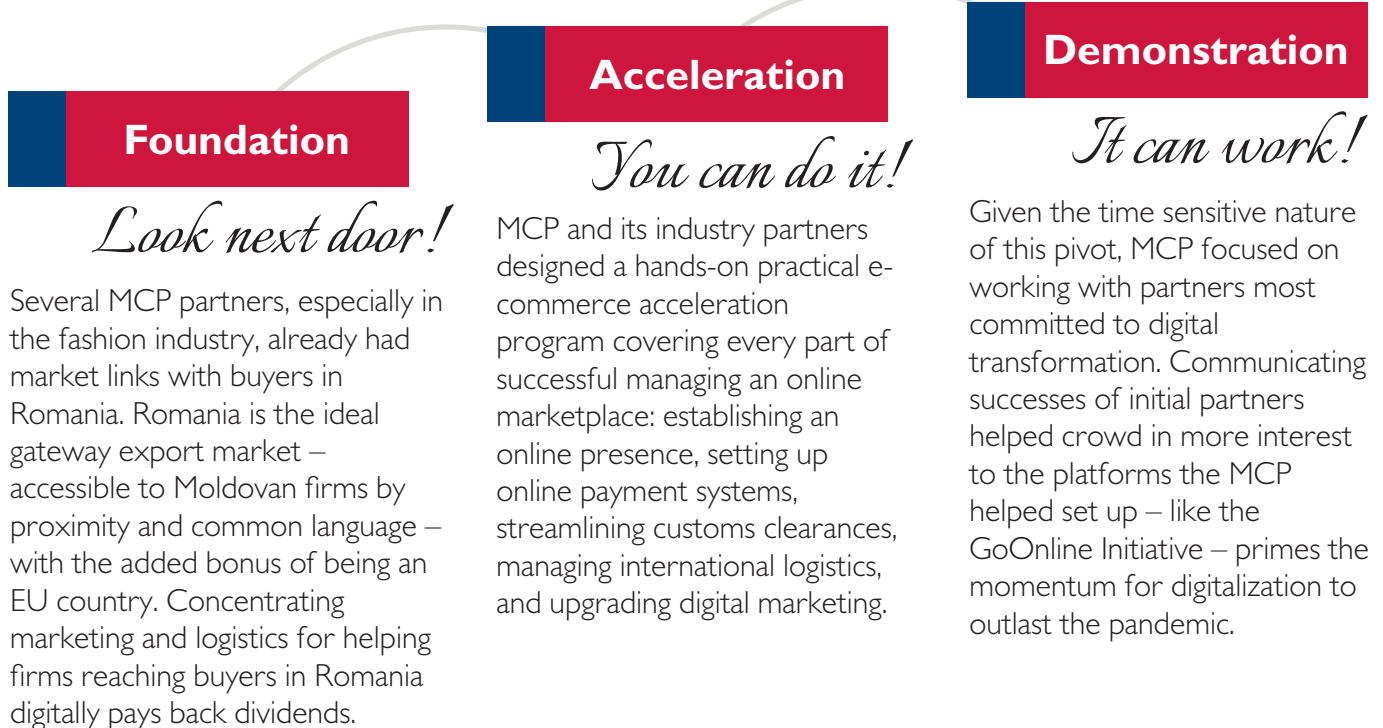 Foundation
Look next door!
Several MCP partners, especially in
the fashion industry, already had
market links with buyers in
Romania. Romania is the ideal
gateway export market –
accessible to Moldovan firms by
proximity and common language –
with the added bonus of being an
EU country. Concentrating
marketing and logistics for helping
firms reaching buyers in Romania
digitally pays back dividends.
Acceleration
You can do it!
MCP and its industry partners
designed a hands-on practical e-
commerce acceleration
program covering every part of
successful managing an online
marketplace: establishing an
online presence, setting up
online payment systems,
streamlining customs clearances,
managing international logistics,
and upgrading digital marketing.
Demonstration
It can work!
Given the time sensitive nature
of this pivot, MCP focused on
working with partners most
committed to digital
transformation. Communicating
successes of initial partners
helped crowd in more interest
to the platforms the MCP
helped set up – like the
GoOnline Initiative – primes the
momentum for digitalization to
outlast the pandemic.